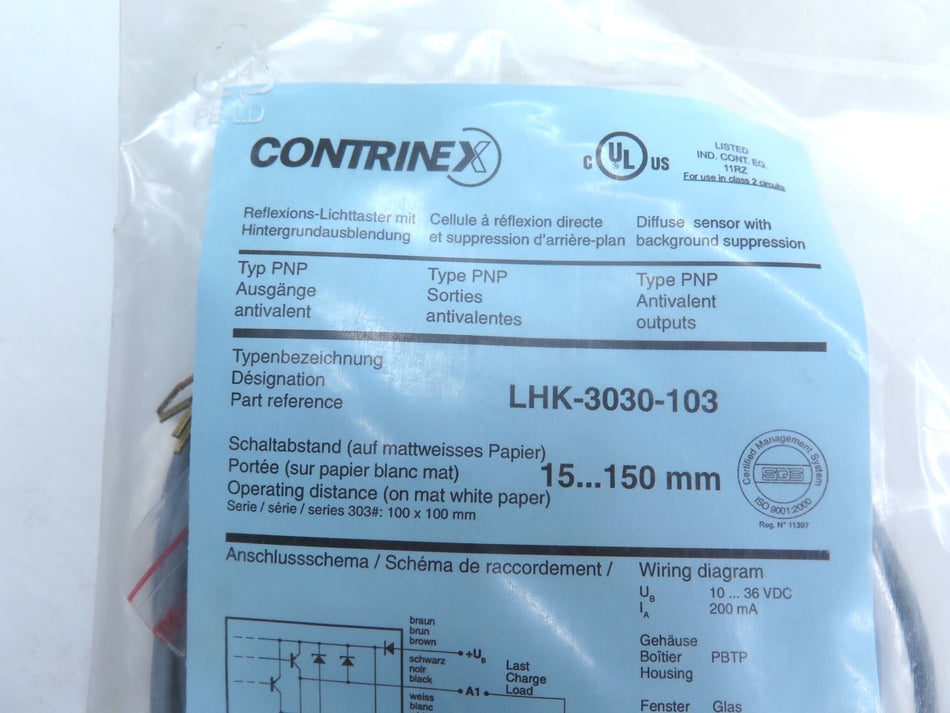 PE-LD
CONTRINEX
C UL US
LISTED
IND. CONT. EQ.
11RZ
For use in class 2 circuits
Reflexions-Lichttaster mit
Hintergrundausblendung
Cellule à réflexion directe
et suppression d'arrière-plan
Diffuse sensor with
background suppression
Typ PNP
Ausgänge
antivalent
Type PNP
Sorties
antivalentes
Type PNP
Antivalent
outputs
Typenbezeichnung
Désignation
Part reference
LHK-3030-103
Schaltabstand (auf mattweisses Papier)
Portée (sur papier blanc mat)
Operating distance (on mat white paper)
Serie / série / series 303#: 100 x 100 mm
15...150 mm
Certified Management System
SQS
ISO 9001:2000
Reg. N° 11397
Anschlussschema / Schéma de raccordement /
Wiring diagram
UB 10 ... 36 VDC
IA 200 mA
Gehäuse
Boîtier PBTP
Housing
Fenster Glas
braun
brun
brown
+UB
schwarz
noir
black
A1
Last
Charge
Load
weiss
blanc